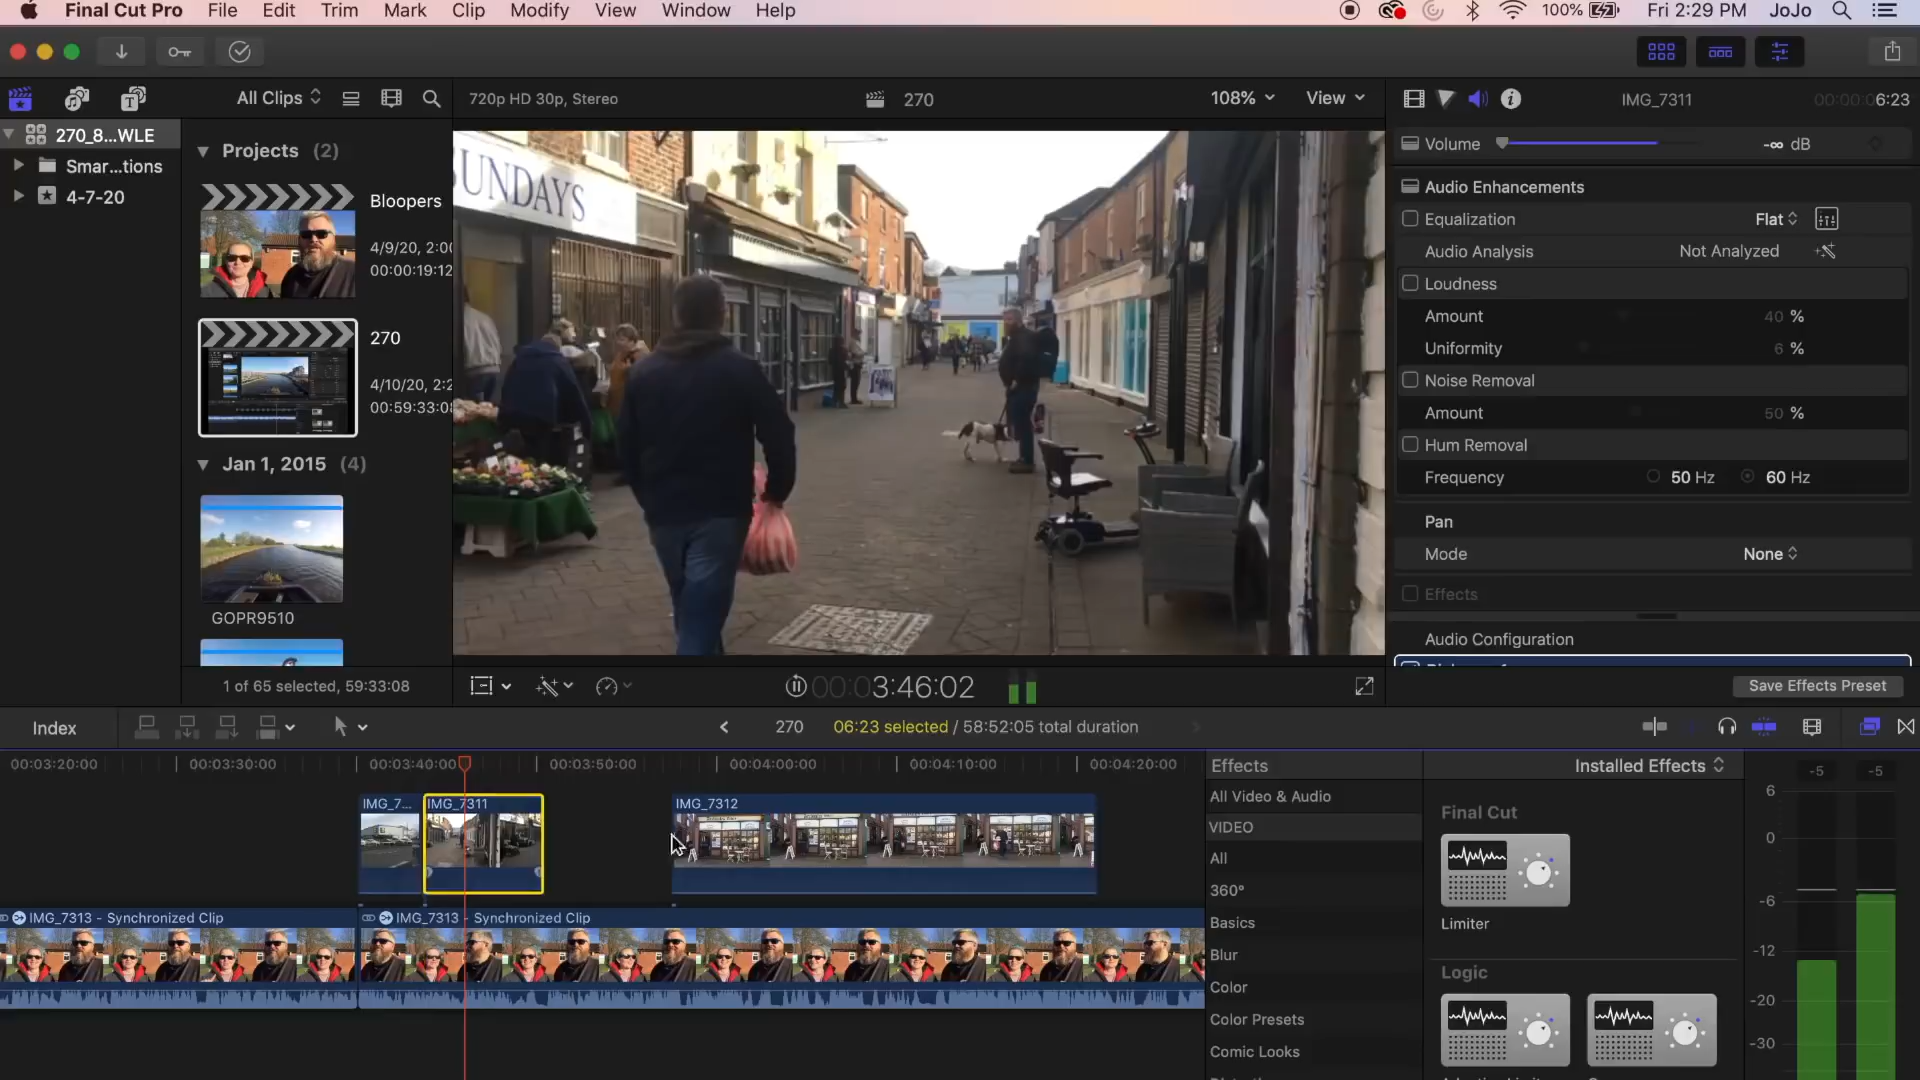 Final Cut Pro File Edit Trim Mark Clip Modify View Window Help 100% Fri 2:29 PM JoJo
All Clips 720p HD 30p, Stereo 270 108% View IMG_7311 00:00:06:23
270_8...WLE
Smar...tions
4-7-20
Projects (2)
Bloopers
4/9/20, 2:00
00:00:19:12
270
4/10/20, 2:2
00:59:33:08
Jan 1, 2015 (4)
GOPR9510
1 of 65 selected, 59:33:08
SUNDAYS
00:03:46:02
Volume -∞ dB
Audio Enhancements
Equalization Flat
Audio Analysis Not Analyzed
Loudness
Amount 40 %
Uniformity 6 %
Noise Removal
Amount 50 %
Hum Removal
Frequency 50 Hz 60 Hz
Pan
Mode None
Effects
Audio Configuration
Save Effects Preset
Index 270 06:23 selected / 58:52:05 total duration
00:03:20:00 00:03:30:00 00:03:40:00 00:03:50:00 00:04:00:00 00:04:10:00 00:04:20:00
IMG_7... IMG_7311 IMG_7312
IMG_7313 - Synchronized Clip IMG_7313 - Synchronized Clip
Effects Installed Effects
All Video & Audio
VIDEO
All
360°
Basics
Blur
Color
Color Presets
Comic Looks
Final Cut
Limiter
Logic
-5 -5
6
0
-6
-12
-20
-30